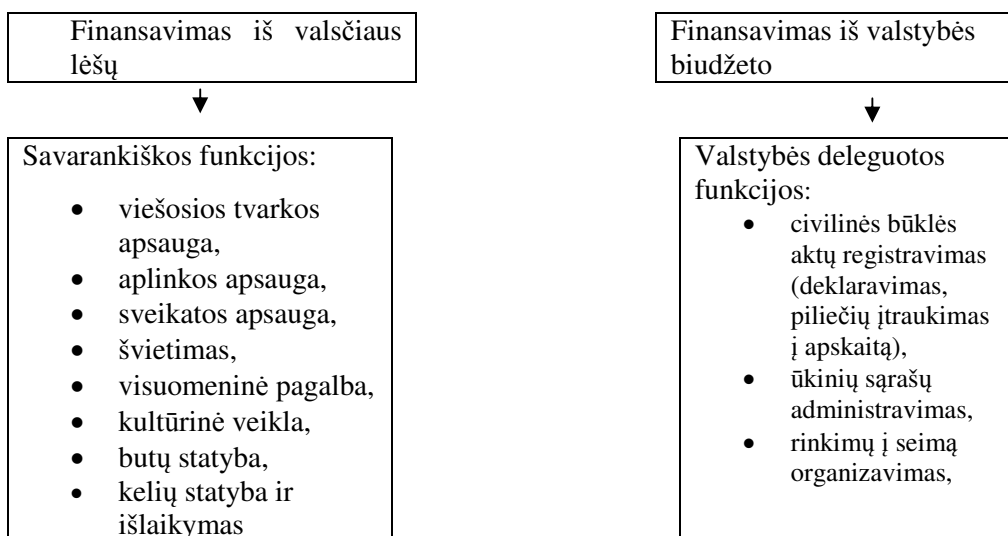 Finansavimas iš valsčiaus
lėšų
Savarankiškos funkcijos:
• viešosios tvarkos
apsauga,
• aplinkos apsauga,
• sveikatos apsauga,
• švietimas,
• visuomeninė pagalba,
• kultūrinė veikla,
• butų statyba,
• kelių statyba ir
išlaikymas
Finansavimas iš valstybės
biudžeto
Valstybės deleguotos
funkcijos:
• civilinės būklės
aktų registravimas
(deklaravimas,
piliečių įtraukimas
į apskaitą),
• ūkinių sąrašų
administravimas,
• rinkimų į seimą
organizavimas,